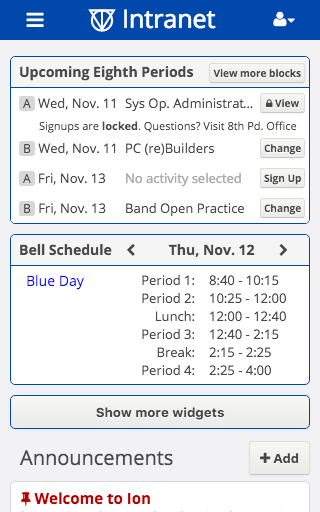 Intranet
Upcoming Eighth Periods View more blocks
A Wed, Nov. 11 Sys Op. Administrat... View
Signups are locked. Questions? Visit 8th Pd. Office
B Wed, Nov. 11 PC (re)Builders Change
A Fri, Nov. 13 No activity selected Sign Up
B Fri, Nov. 13 Band Open Practice Change
Bell Schedule Thu, Nov. 12
Blue Day Period 1: 8:40 - 10:15
Period 2: 10:25 - 12:00
Lunch: 12:00 - 12:40
Period 3: 12:40 - 2:15
Break: 2:15 - 2:25
Period 4: 2:25 - 4:00
Show more widgets
Announcements + Add
Welcome to Ion